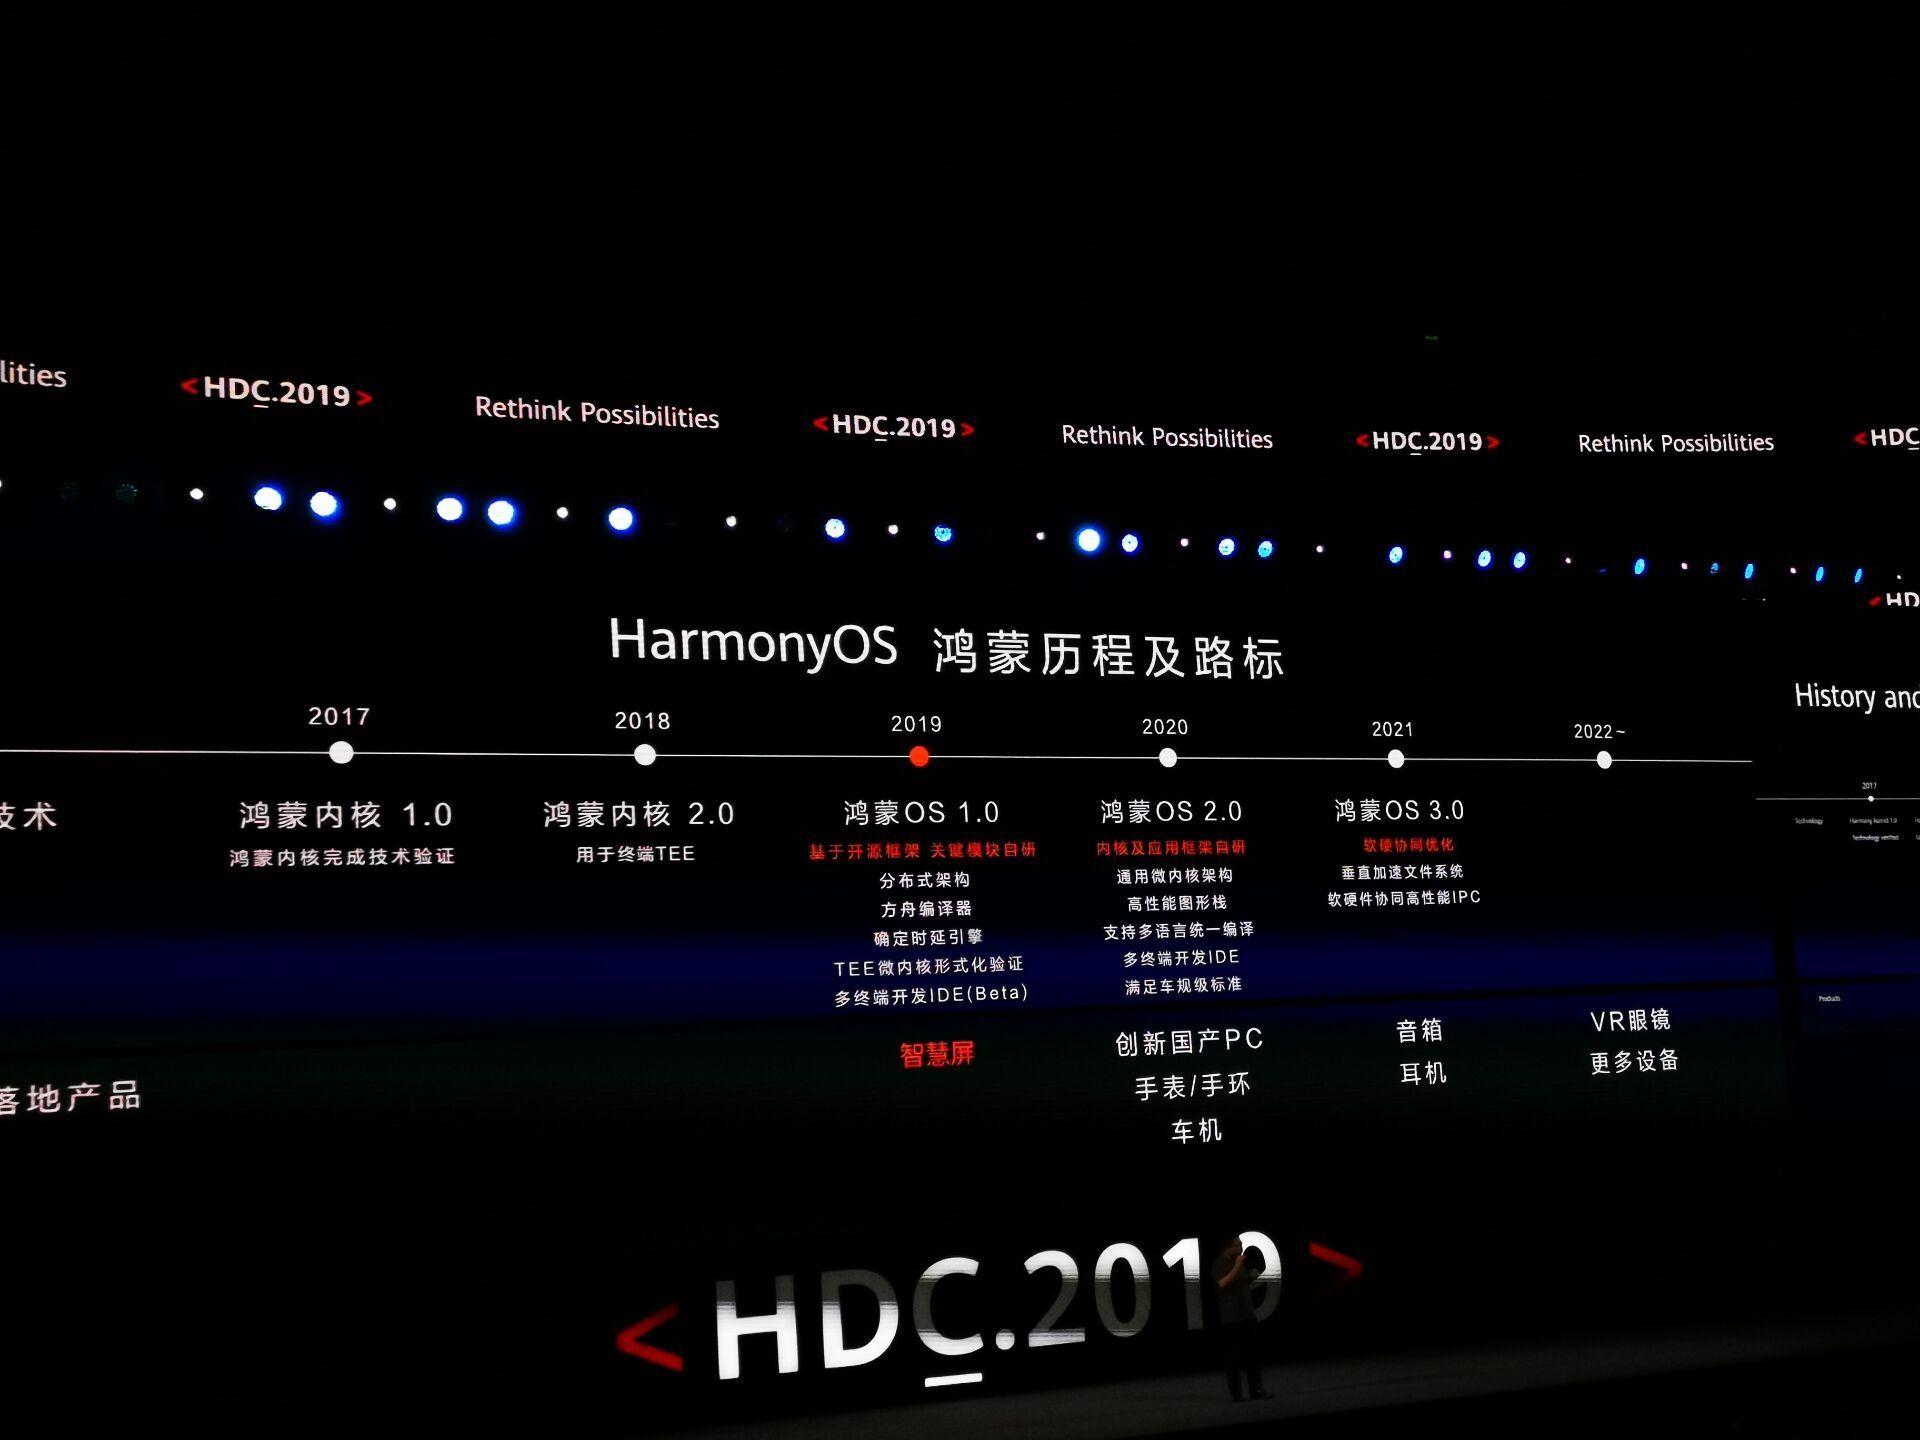 lities
<HDC.2019>
Rethink Possibilities
<HDC.2019>
Rethink Possibilities
<HDC.2019>
Rethink Possibilities
<HDC
HD
HarmonyOS 鸿蒙历程及路标
History and
2017
2018
2019
2020
2021
2022~
技术
鸿蒙内核 1.0
鸿蒙内核完成技术验证
鸿蒙内核 2.0
用于终端TEE
鸿蒙OS 1.0
基于开源框架 关键模块自研
分布式架构
方舟编译器
确定时延引擎
TEE微内核形式化验证
多终端开发IDE(Beta)
鸿蒙OS 2.0
内核及应用框架自研
通用微内核架构
高性能图形栈
支持多语言统一编译
多终端开发IDE
满足车规级标准
鸿蒙OS 3.0
软硬协同优化
垂直加速文件系统
软硬件协同高性能IPC
2017
Technology
Harmony kernel 1.0
Technology verified
Products
落地产品
智慧屏
创新国产PC
手表/手环
车机
音箱
耳机
VR眼镜
更多设备
<HDC.2019>